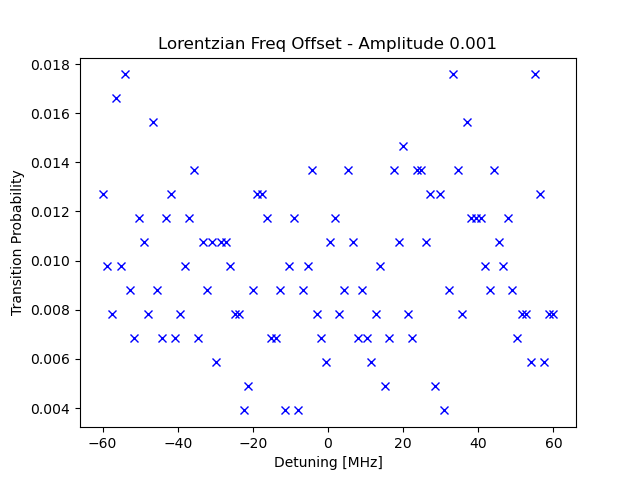 Lorentzian Freq Offset - Amplitude 0.001
Transition Probability
0.018
0.016
0.014
0.012
0.010
0.008
0.006
0.004
−60 −40 −20 0 20 40 60
Detuning [MHz]